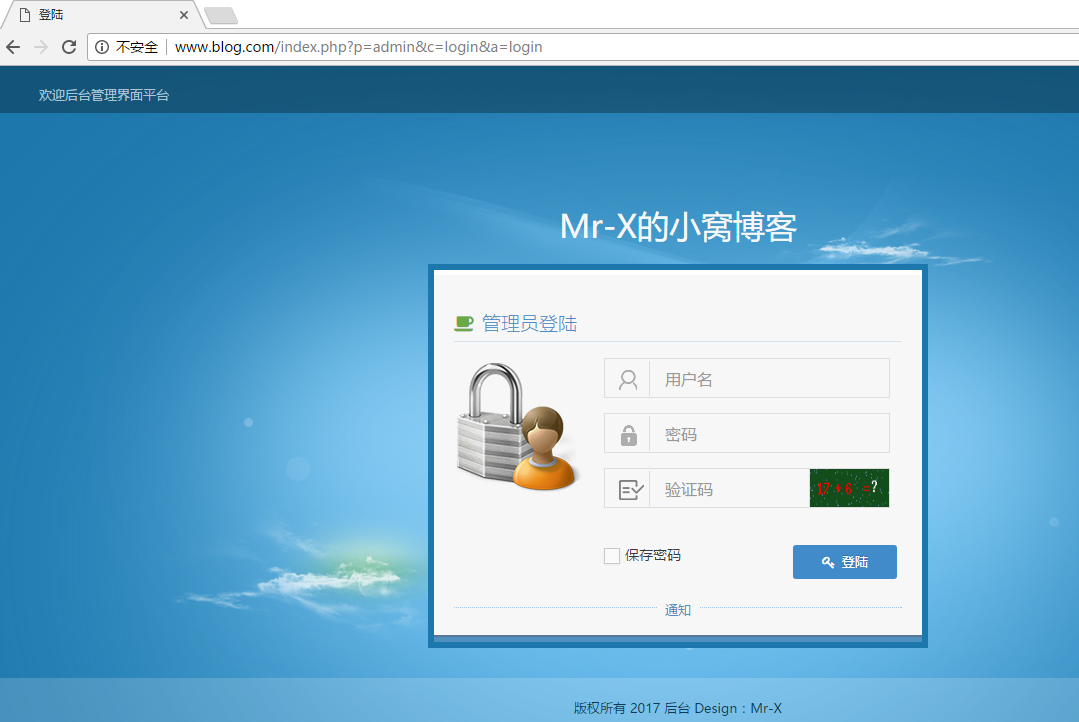 登陆
不安全 www.blog.com/index.php?p=admin&c=login&a=login
欢迎后台管理界面平台
Mr-X的小窝博客
管理员登陆
用户名
密码
验证码 17+6=?
保存密码 登陆
通知
版权所有 2017 后台 Design：Mr-X